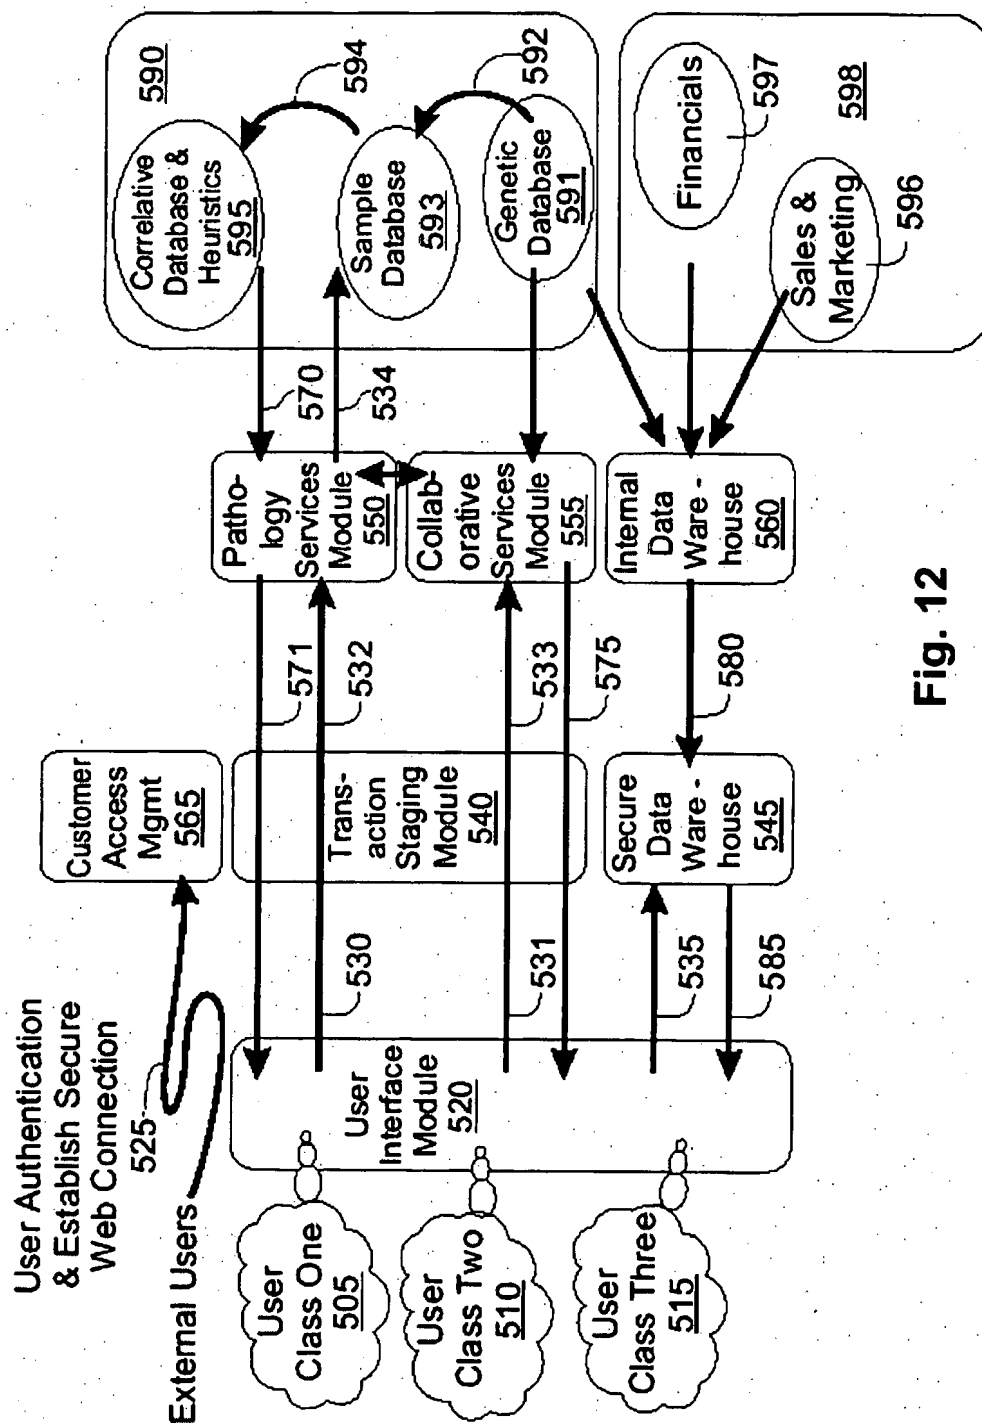 User Authentication
& Establish Secure
Web Connection
525
External Users
Customer
Access
Mgmt
565
User
Class One
505
User
Class Two
510
User
Class Three
515
User
Interface
Module
520
530
531
535
585
Trans-
action
Staging
Module
540
Secure
Data
Ware -
house
545
571
532
533
575
580
Patho-
logy
Services
Module
550
Collab-
orative
Services
Module
555
Internal
Data
Ware -
house
560
570
534
Correlative
Database &
Heuristics
595
590
594
Sample
Database
593
592
Genetic
Database
591
Financials
597
Sales &
Marketing
596
598
Fig. 12